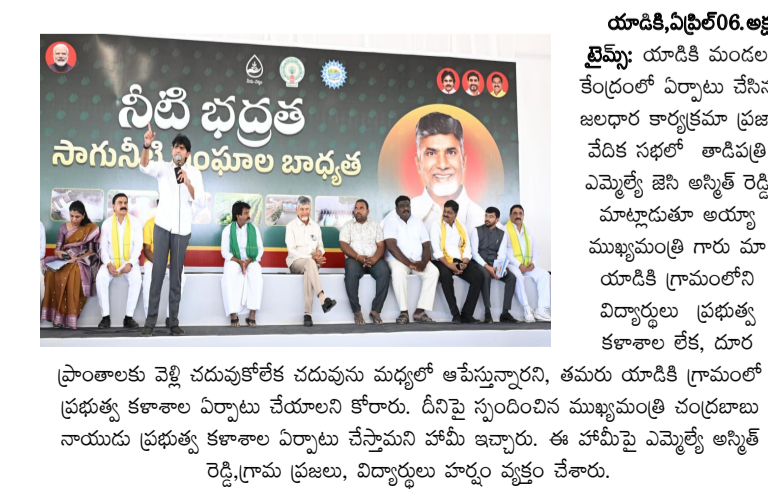 నీటి భద్రత
సాగునీటి సంఘాల బాధ్యత
యాడికి,ఏప్రిల్06.అక్ష
టైమ్స్: యాడికి మండల
కేంద్రంలో ఏర్పాటు చేసిన
జలధార కార్యక్రమా ప్రజా
వేదిక సభలో తాడిపత్రి
ఎమ్మెల్యే జెసి అస్మిత్ రెడ్డి
మాట్లాడుతూ అయ్యా
ముఖ్యమంత్రి గారు మా
యాడికి గ్రామంలోని
విద్యార్థులు ప్రభుత్వ
కళాశాల లేక, దూర
ప్రాంతాలకు వెళ్లి చదువుకోలేక చదువును మధ్యలో ఆపేస్తున్నారని, తమరు యాడికి గ్రామంలో
ప్రభుత్వ కళాశాల ఏర్పాటు చేయాలని కోరారు. దీనిపై స్పందించిన ముఖ్యమంత్రి చంద్రబాబు
నాయుడు ప్రభుత్వ కళాశాల ఏర్పాటు చేస్తామని హామీ ఇచ్చారు. ఈ హామీపై ఎమ్మెల్యే అస్మిత్
రెడ్డి,గ్రామ ప్రజలు, విద్యార్థులు హర్షం వ్యక్తం చేశారు.